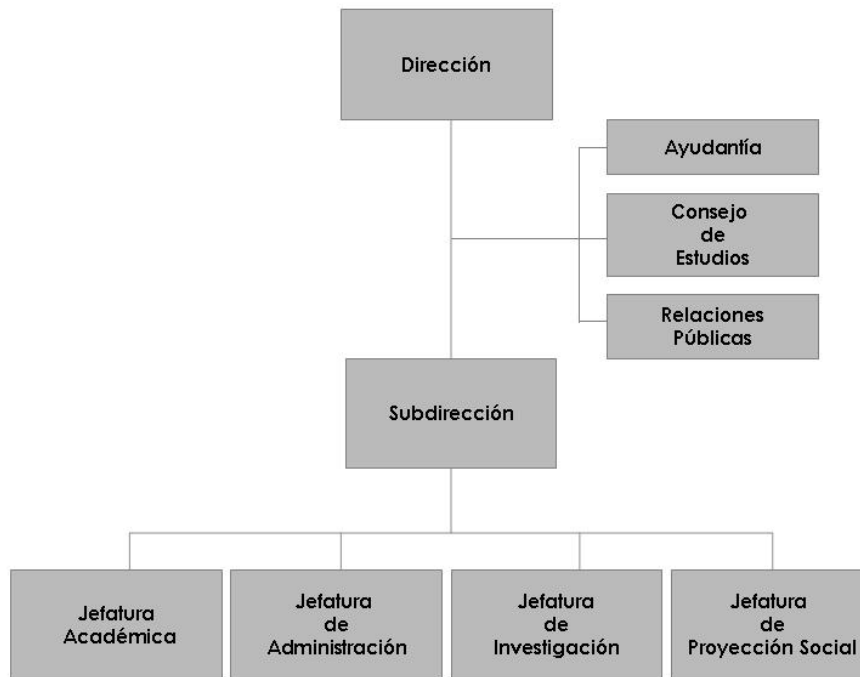 Dirección
Ayudantía
Consejo
de
Estudios
Relaciones
Públicas
Subdirección
Jefatura
Académica
Jefatura
de
Administración
Jefatura
de
Investigación
Jefatura
de
Proyección Social